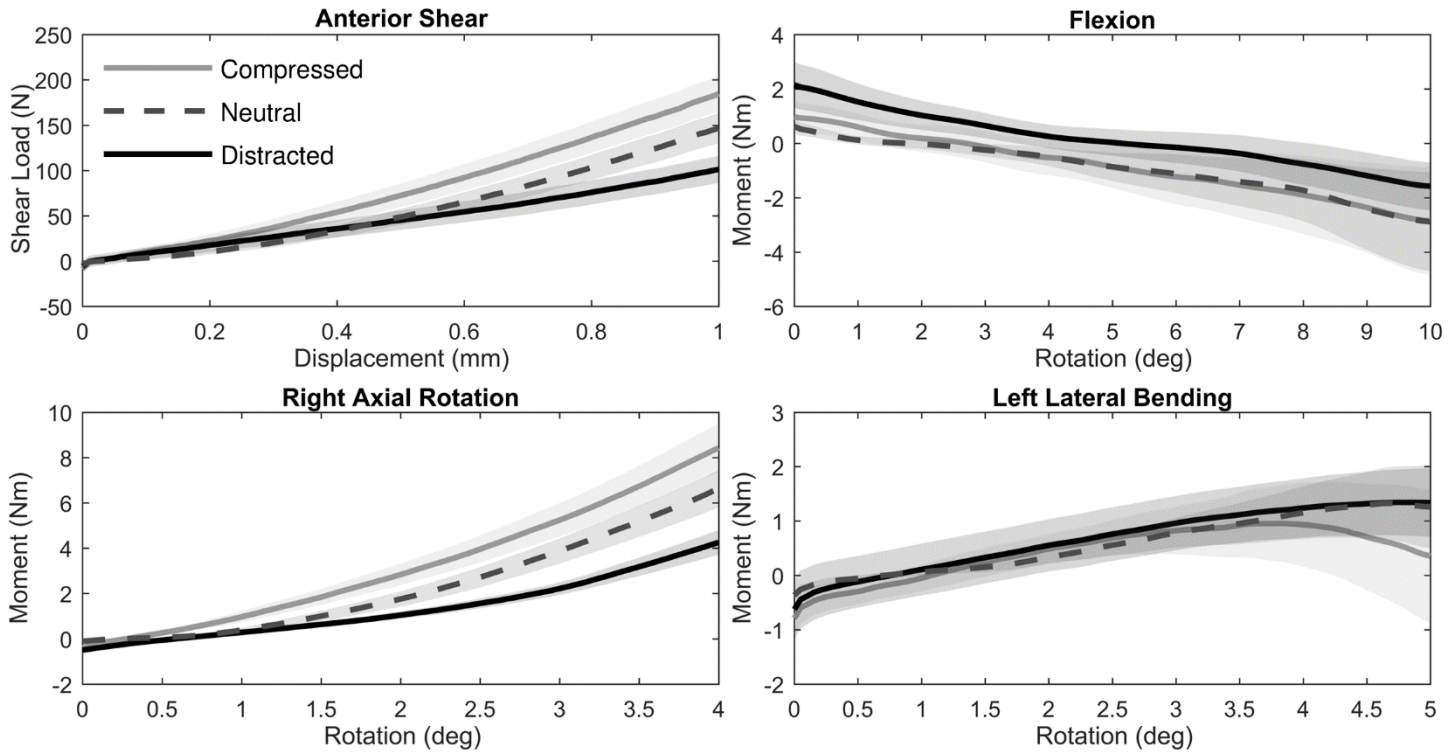 Anterior Shear
250
200
150
100
50
0
-50
Shear Load (N)
Compressed
Neutral
Distracted
0 0.2 0.4 0.6 0.8 1
Displacement (mm)
Flexion
4
2
0
-2
-4
-6
Moment (Nm)
0 1 2 3 4 5 6 7 8 9 10
Rotation (deg)
Right Axial Rotation
10
8
6
4
2
0
-2
Moment (Nm)
0 0.5 1 1.5 2 2.5 3 3.5 4
Rotation (deg)
Left Lateral Bending
3
2
1
0
-1
-2
Moment (Nm)
0 0.5 1 1.5 2 2.5 3 3.5 4 4.5 5
Rotation (deg)